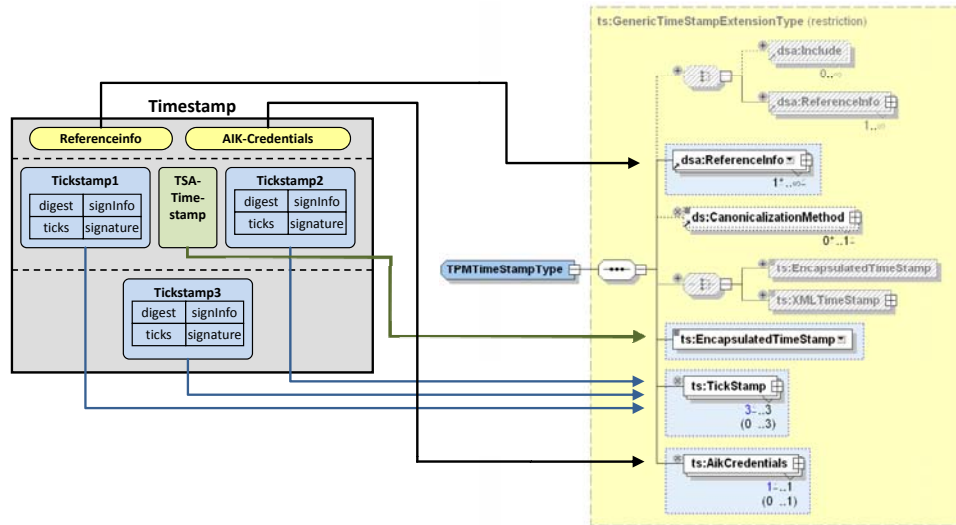 Timestamp
Referenceinfo
AIK-Credentials
Tickstamp1
digest
signInfo
ticks
signature
TSA-
Time-
stamp
Tickstamp2
digest
signInfo
ticks
signature
Tickstamp3
digest
signInfo
ticks
signature
TPMTimeStampType
ts:GenericTimeStampExtensionType (restriction)
dsa:Include
0..∞
dsa:ReferenceInfo
1..∞
dsa:ReferenceInfo
1*..∞=
ds:CanonicalizationMethod
0*..1=
ts:EncapsulatedTimeStamp
ts:XMLTimeStamp
ts:EncapsulatedTimeStamp
ts:TickStamp
3=..3
(0 ..3)
ts:AikCredentials
1=..1
(0 ..1)